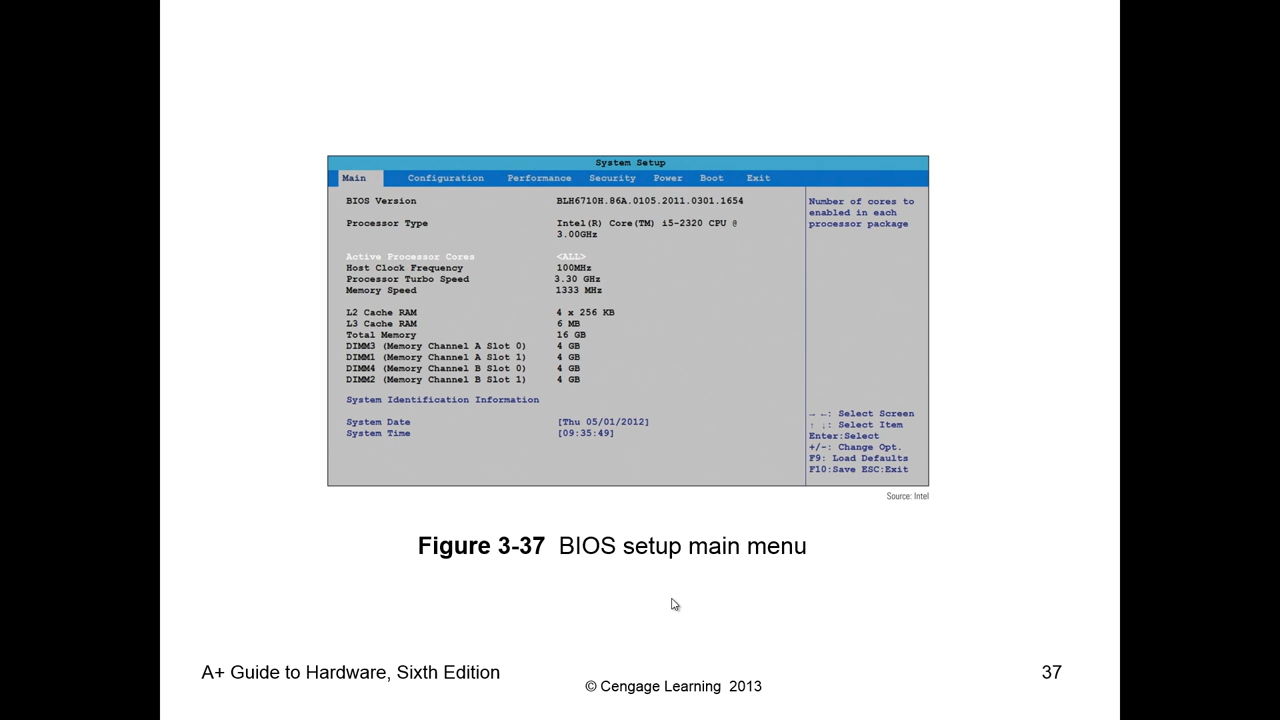 System Setup
Main Configuration Performance Security Power Boot Exit
BIOS Version BLH6710H.86A.0105.2011.0301.1654
Processor Type Intel(R) Core(TM) i5-2320 CPU @
3.00GHz
Active Processor Cores <ALL>
Host Clock Frequency 100MHz
Processor Turbo Speed 3.30 GHz
Memory Speed 1333 MHz
L2 Cache RAM 4 x 256 KB
L3 Cache RAM 6 MB
Total Memory 16 GB
DIMM3 (Memory Channel A Slot 0) 4 GB
DIMM1 (Memory Channel A Slot 1) 4 GB
DIMM4 (Memory Channel B Slot 0) 4 GB
DIMM2 (Memory Channel B Slot 1) 4 GB
System Identification Information
System Date [Thu 05/01/2012]
System Time [09:35:49]
Number of cores to
enabled in each
processor package
→ ←: Select Screen
↑ ↓: Select Item
Enter:Select
+/-: Change Opt.
F9: Load Defaults
F10:Save ESC:Exit
Source: Intel
Figure 3-37 BIOS setup main menu
A+ Guide to Hardware, Sixth Edition
© Cengage Learning 2013
37